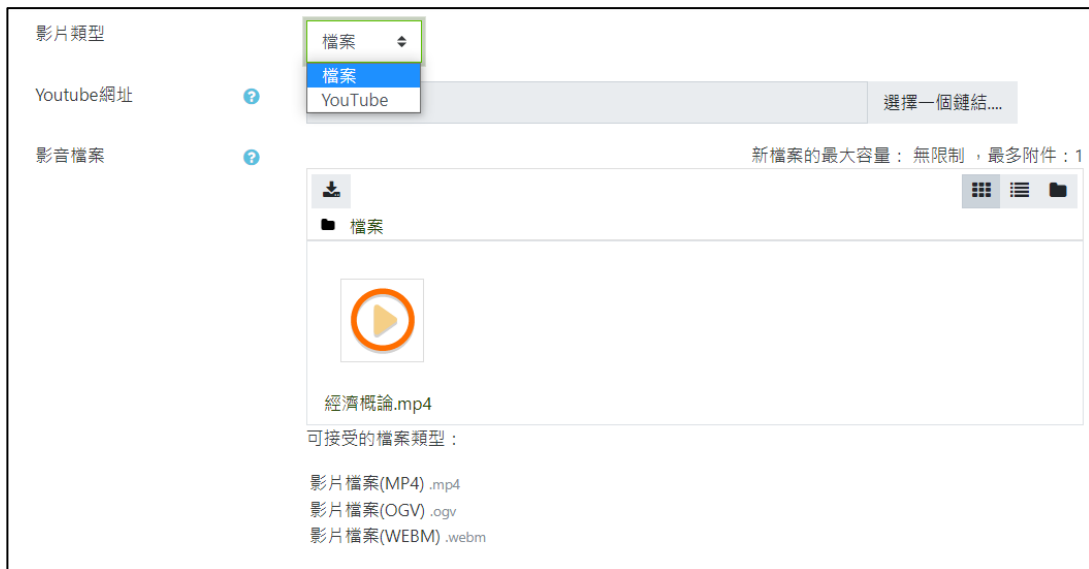 影片類型
檔案
檔案
YouTube
Youtube網址
選擇一個鏈結....
影音檔案
新檔案的最大容量： 無限制 ，最多附件：1
檔案
經濟概論.mp4
可接受的檔案類型：
影片檔案(MP4) .mp4
影片檔案(OGV) .ogv
影片檔案(WEBM) .webm